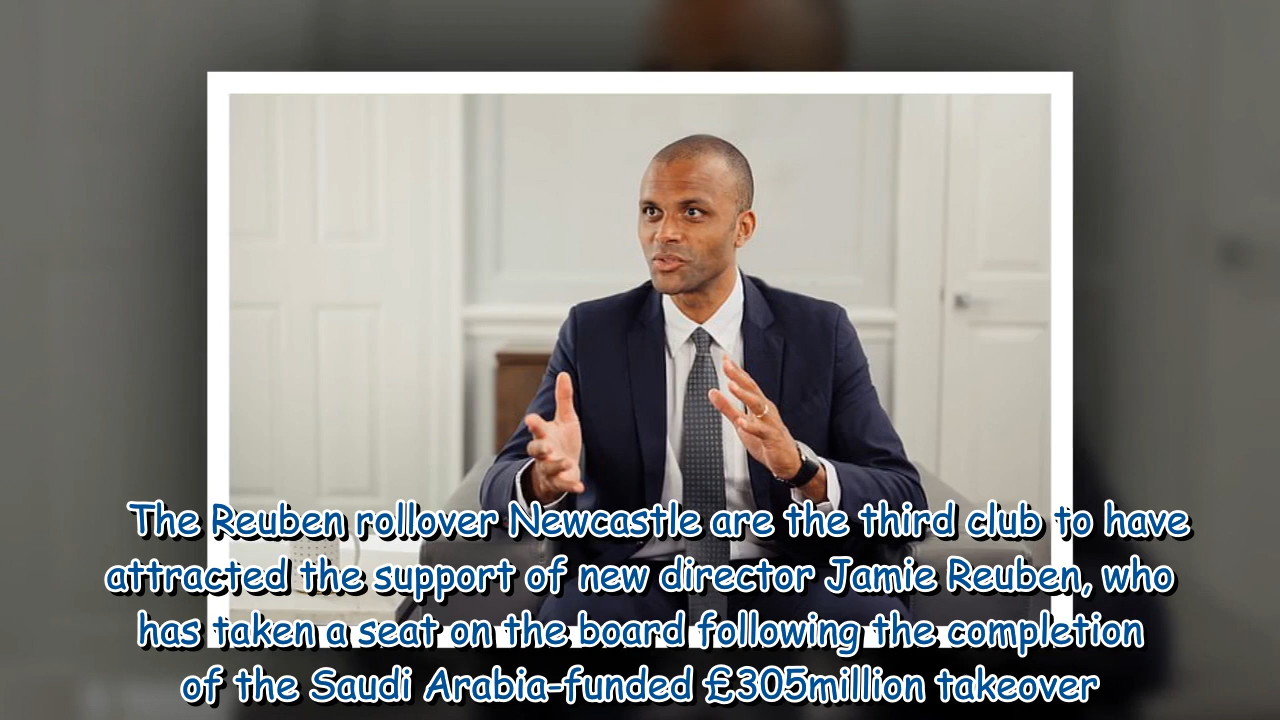 The Reuben rollover Newcastle are the third club to have
attracted the support of new director Jamie Reuben, who
has taken a seat on the board following the completion
of the Saudi Arabia-funded £305million takeover